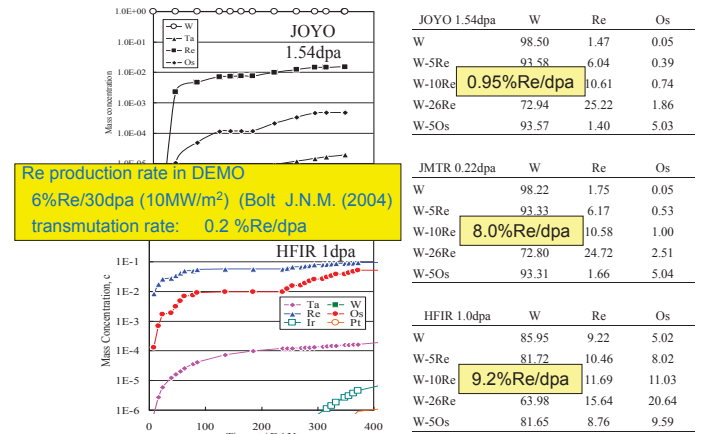 1.0E+00
JOYO
1.54dpa
W
Ta
Re
Os
1.0E-01
1.0E-02
1.0E-03
1.0E-04
1.0E-05
Mass concentration
Re production rate in DEMO
6%Re/30dpa (10MW/m²) (Bolt J.N.M. (2004)
transmutation rate: 0.2 %Re/dpa
HFIR 1dpa
1E-1
1E-2
1E-3
1E-4
1E-5
1E-6
Mass Concentration, c
Ta W
Re Os
Ir Pt
0 100 200 300 400
JOYO 1.54dpa W Re Os
W 98.50 1.47 0.05
W-5Re 93.58 6.04 0.39
W-10Re 0.95%Re/dpa 10.61 0.74
W-26Re 72.94 25.22 1.86
W-5Os 93.57 1.40 5.03
JMTR 0.22dpa W Re Os
W 98.22 1.75 0.05
W-5Re 93.33 6.17 0.53
W-10Re 8.0%Re/dpa 10.58 1.00
W-26Re 72.80 24.72 2.51
W-5Os 93.31 1.66 5.04
HFIR 1.0dpa W Re Os
W 85.95 9.22 5.02
W-5Re 81.72 10.46 8.02
W-10Re 9.2%Re/dpa 11.69 11.03
W-26Re 63.98 15.64 20.64
W-5Os 81.65 8.76 9.59